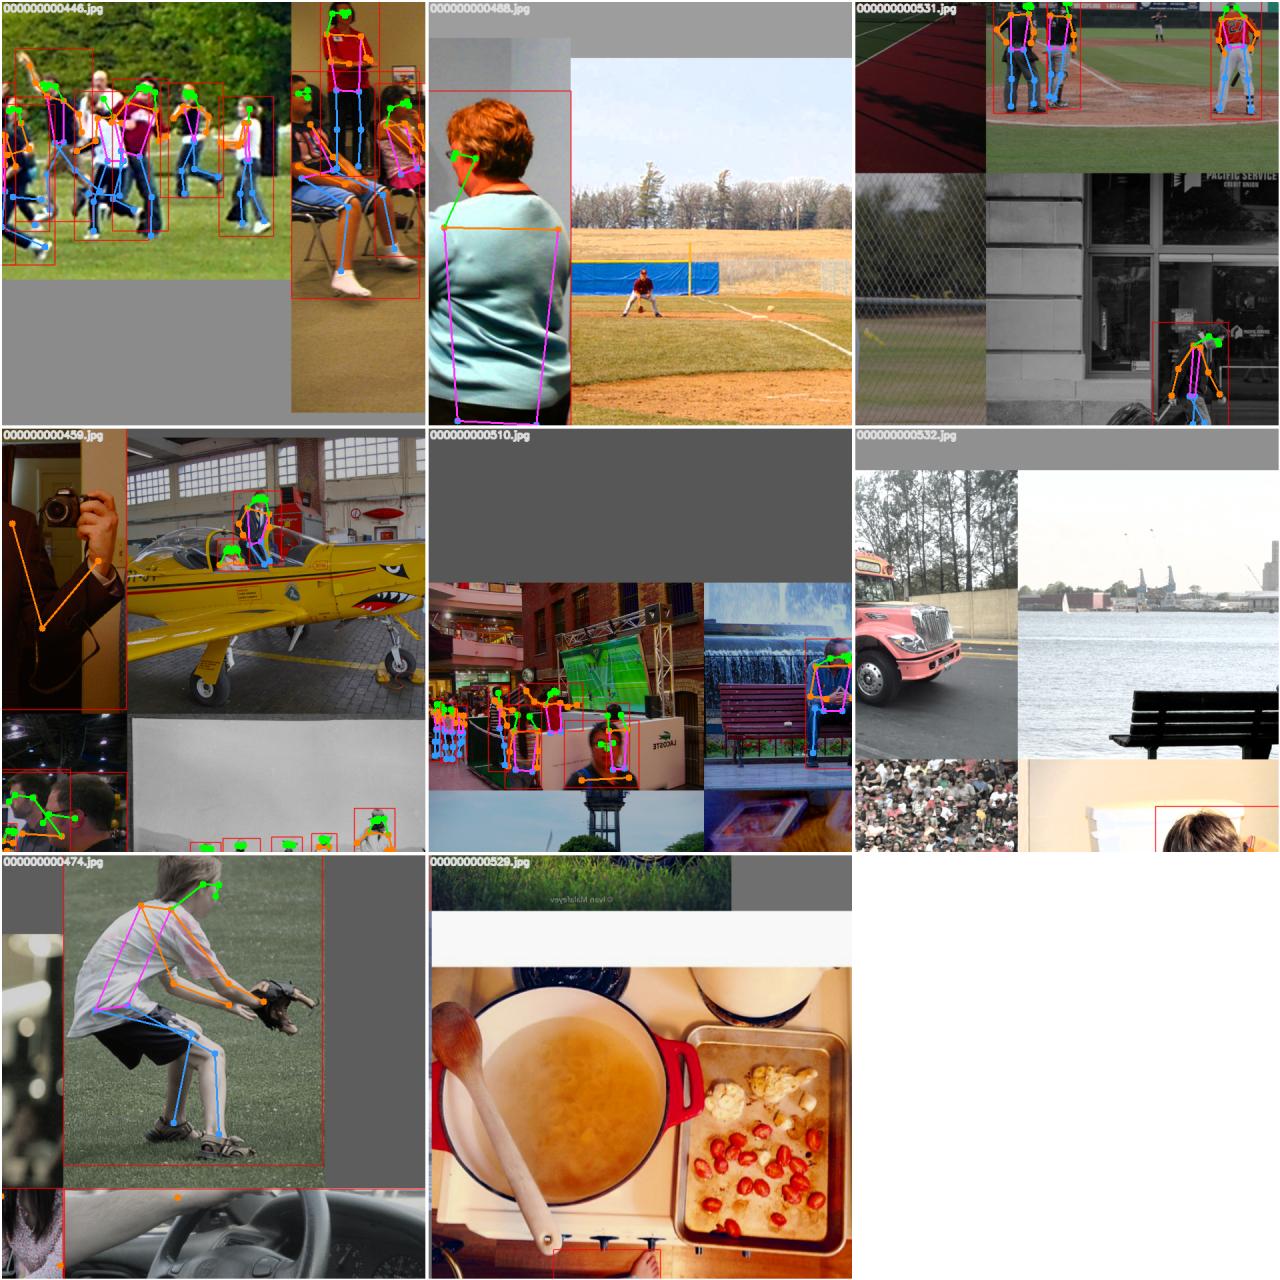 000000000446.jpg
000000000488.jpg
000000000531.jpg
PACIFIC SERVICE
CREDIT UNION
000000000459.jpg
000000000510.jpg
LACOSTE
000000000532.jpg
000000000474.jpg
000000000529.jpg
© Ivan Malafeyev